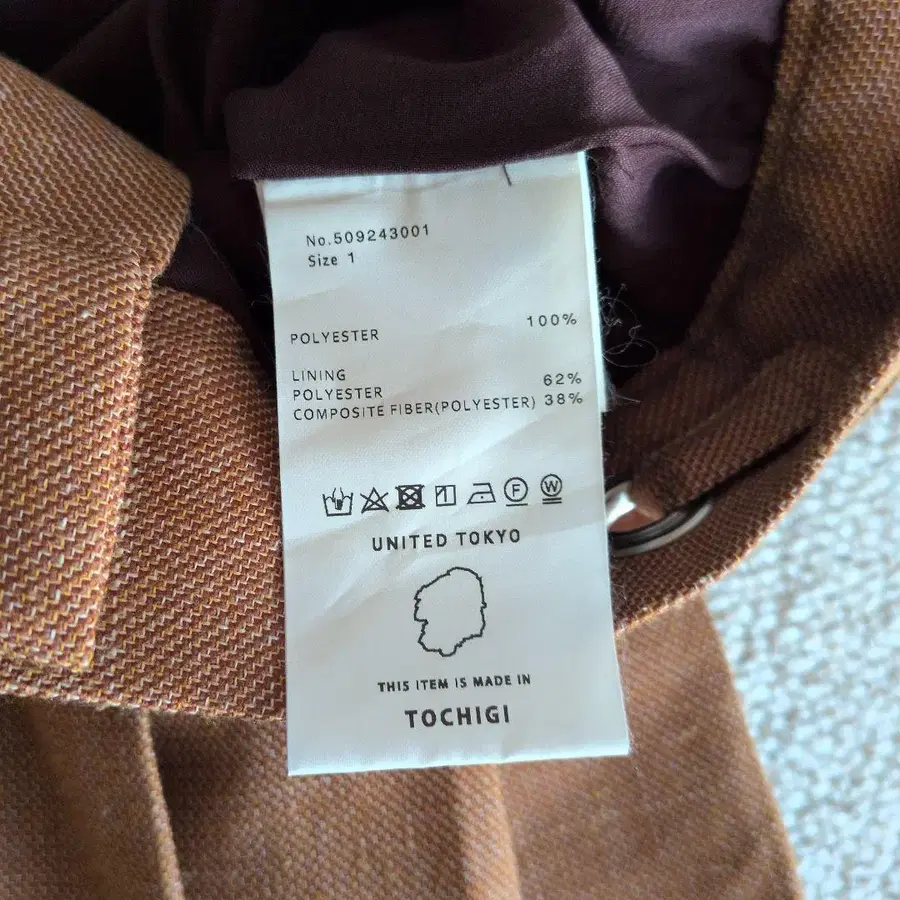 No.509243001
Size 1
POLYESTER 100%
LINING
POLYESTER 62%
COMPOSITE FIBER(POLYESTER) 38%
F W
UNITED TOKYO
THIS ITEM IS MADE IN
TOCHIGI